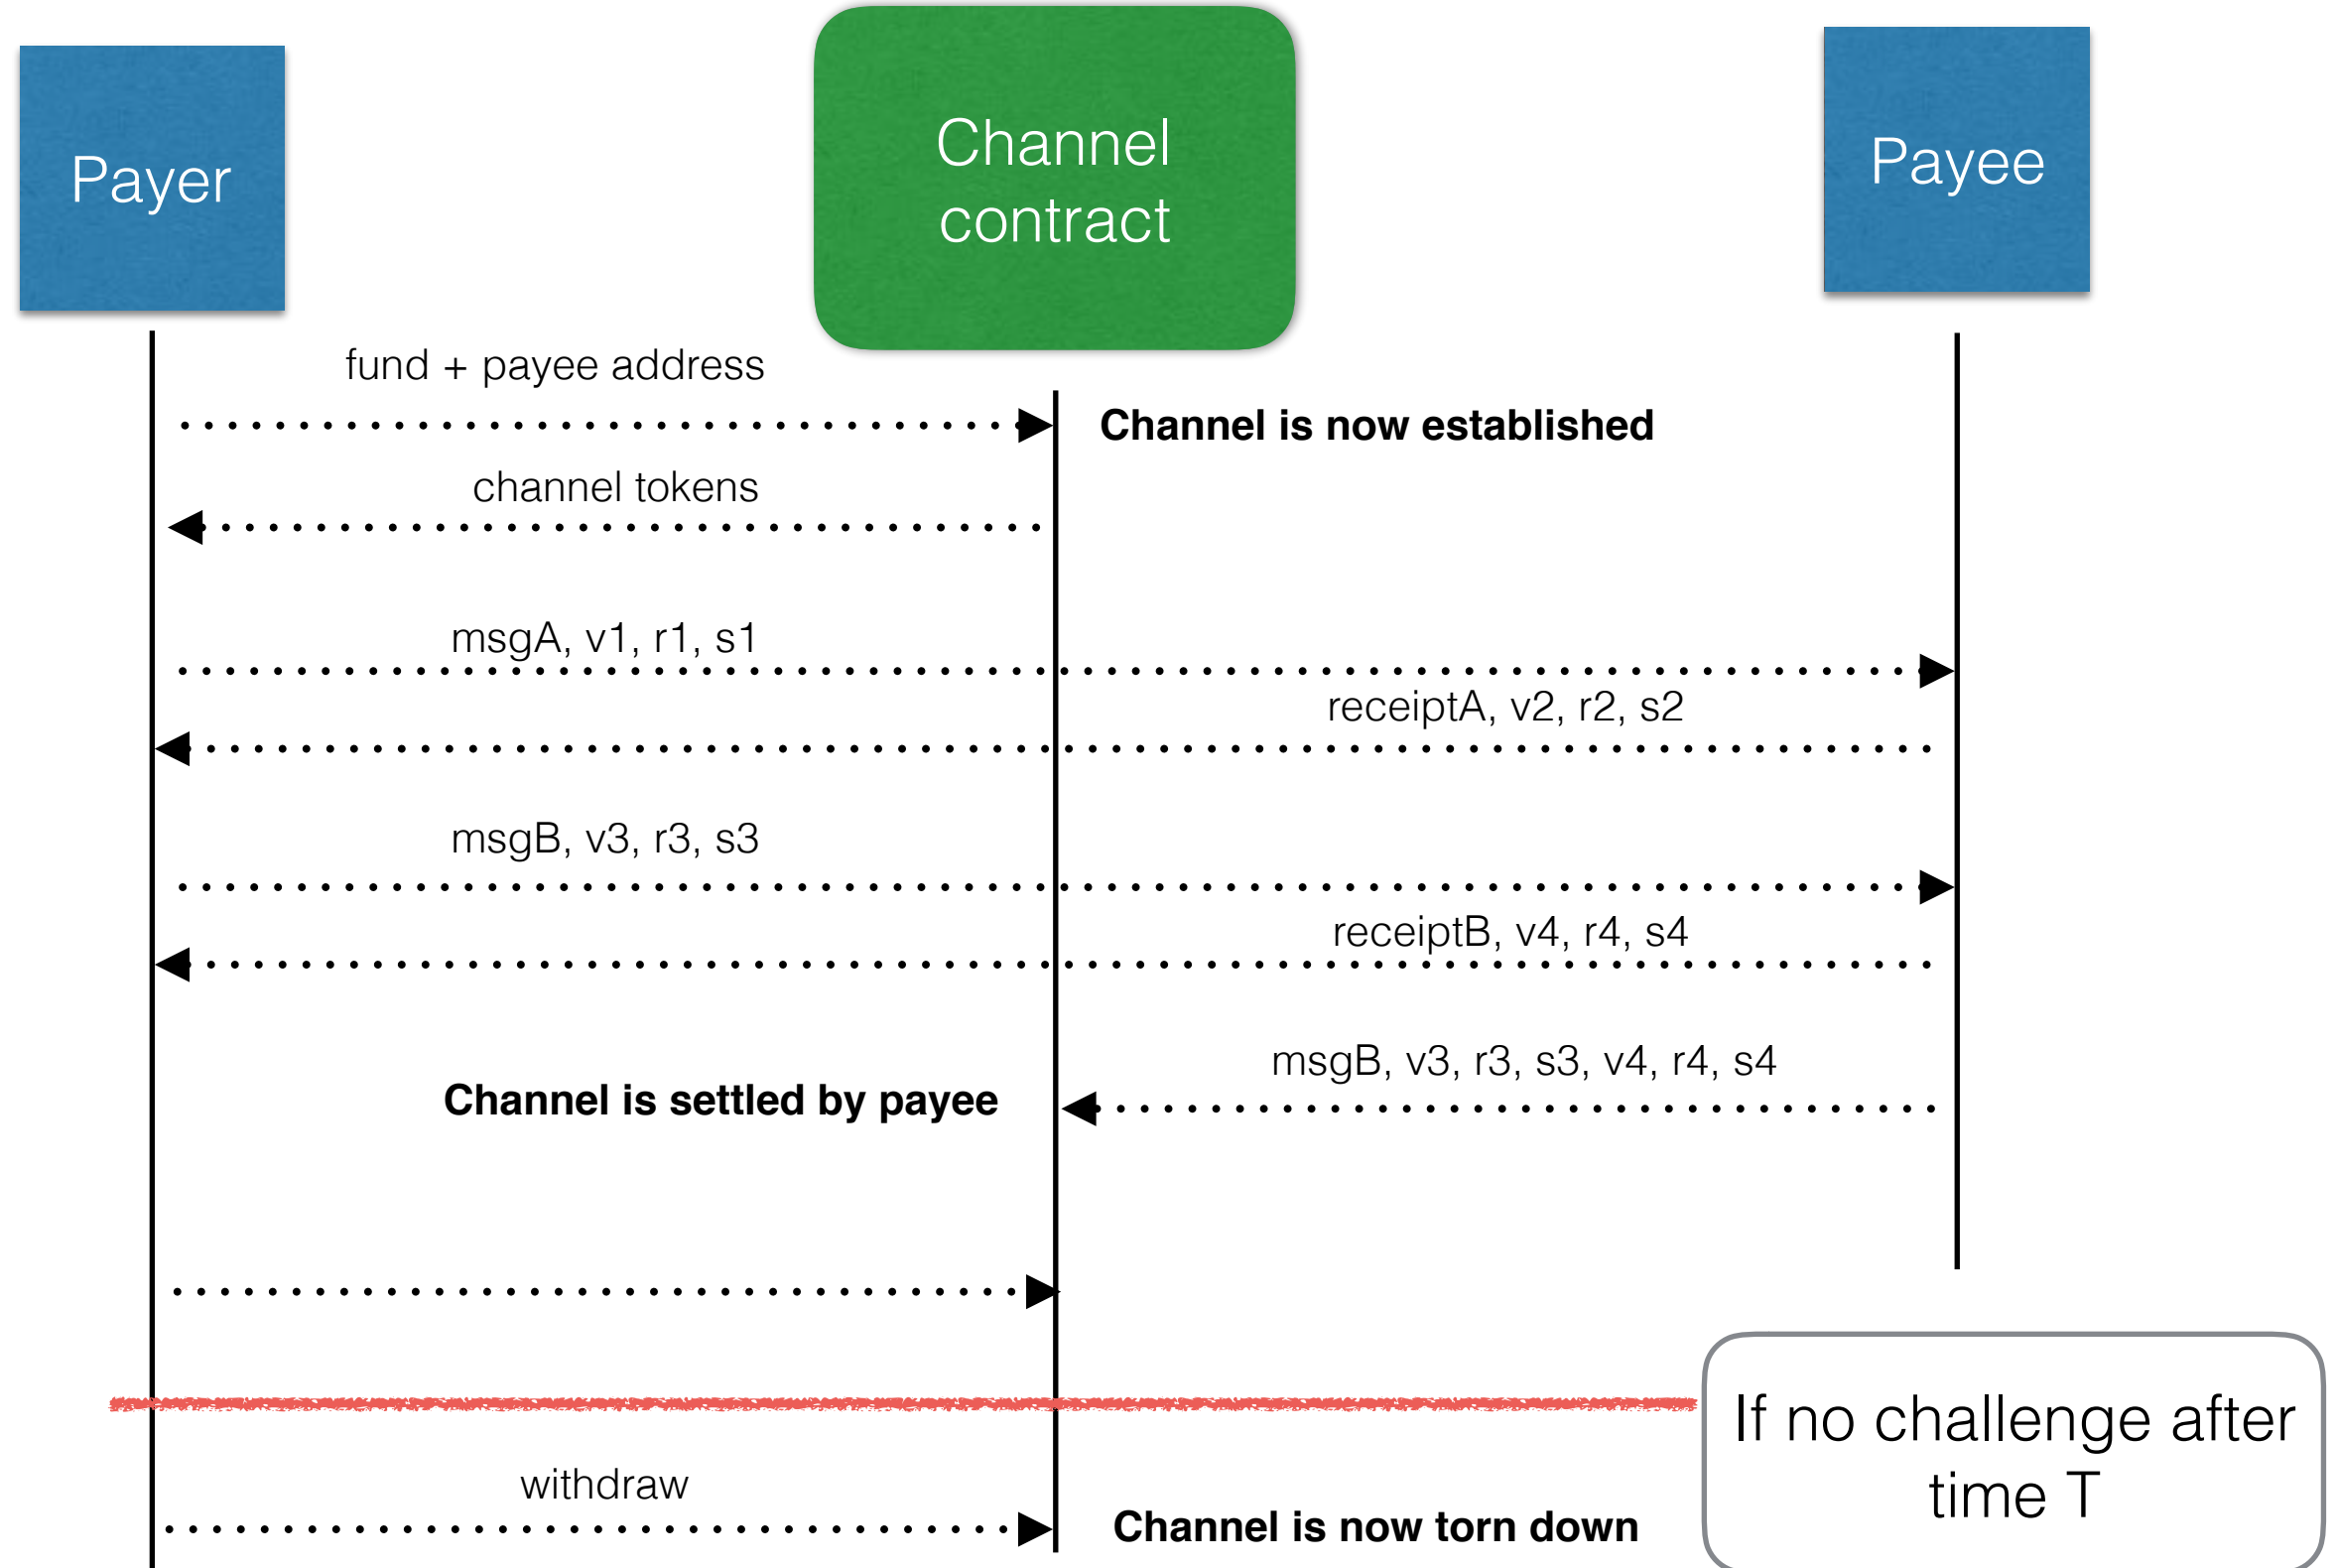 Payer
Channel
contract
Payee
fund + payee address
Channel is now established
channel tokens
msgA, v1, r1, s1
receiptA, v2, r2, s2
msgB, v3, r3, s3
receiptB, v4, r4, s4
msgB, v3, r3, s3, v4, r4, s4
Channel is settled by payee
If no challenge after
time T
withdraw
Channel is now torn down